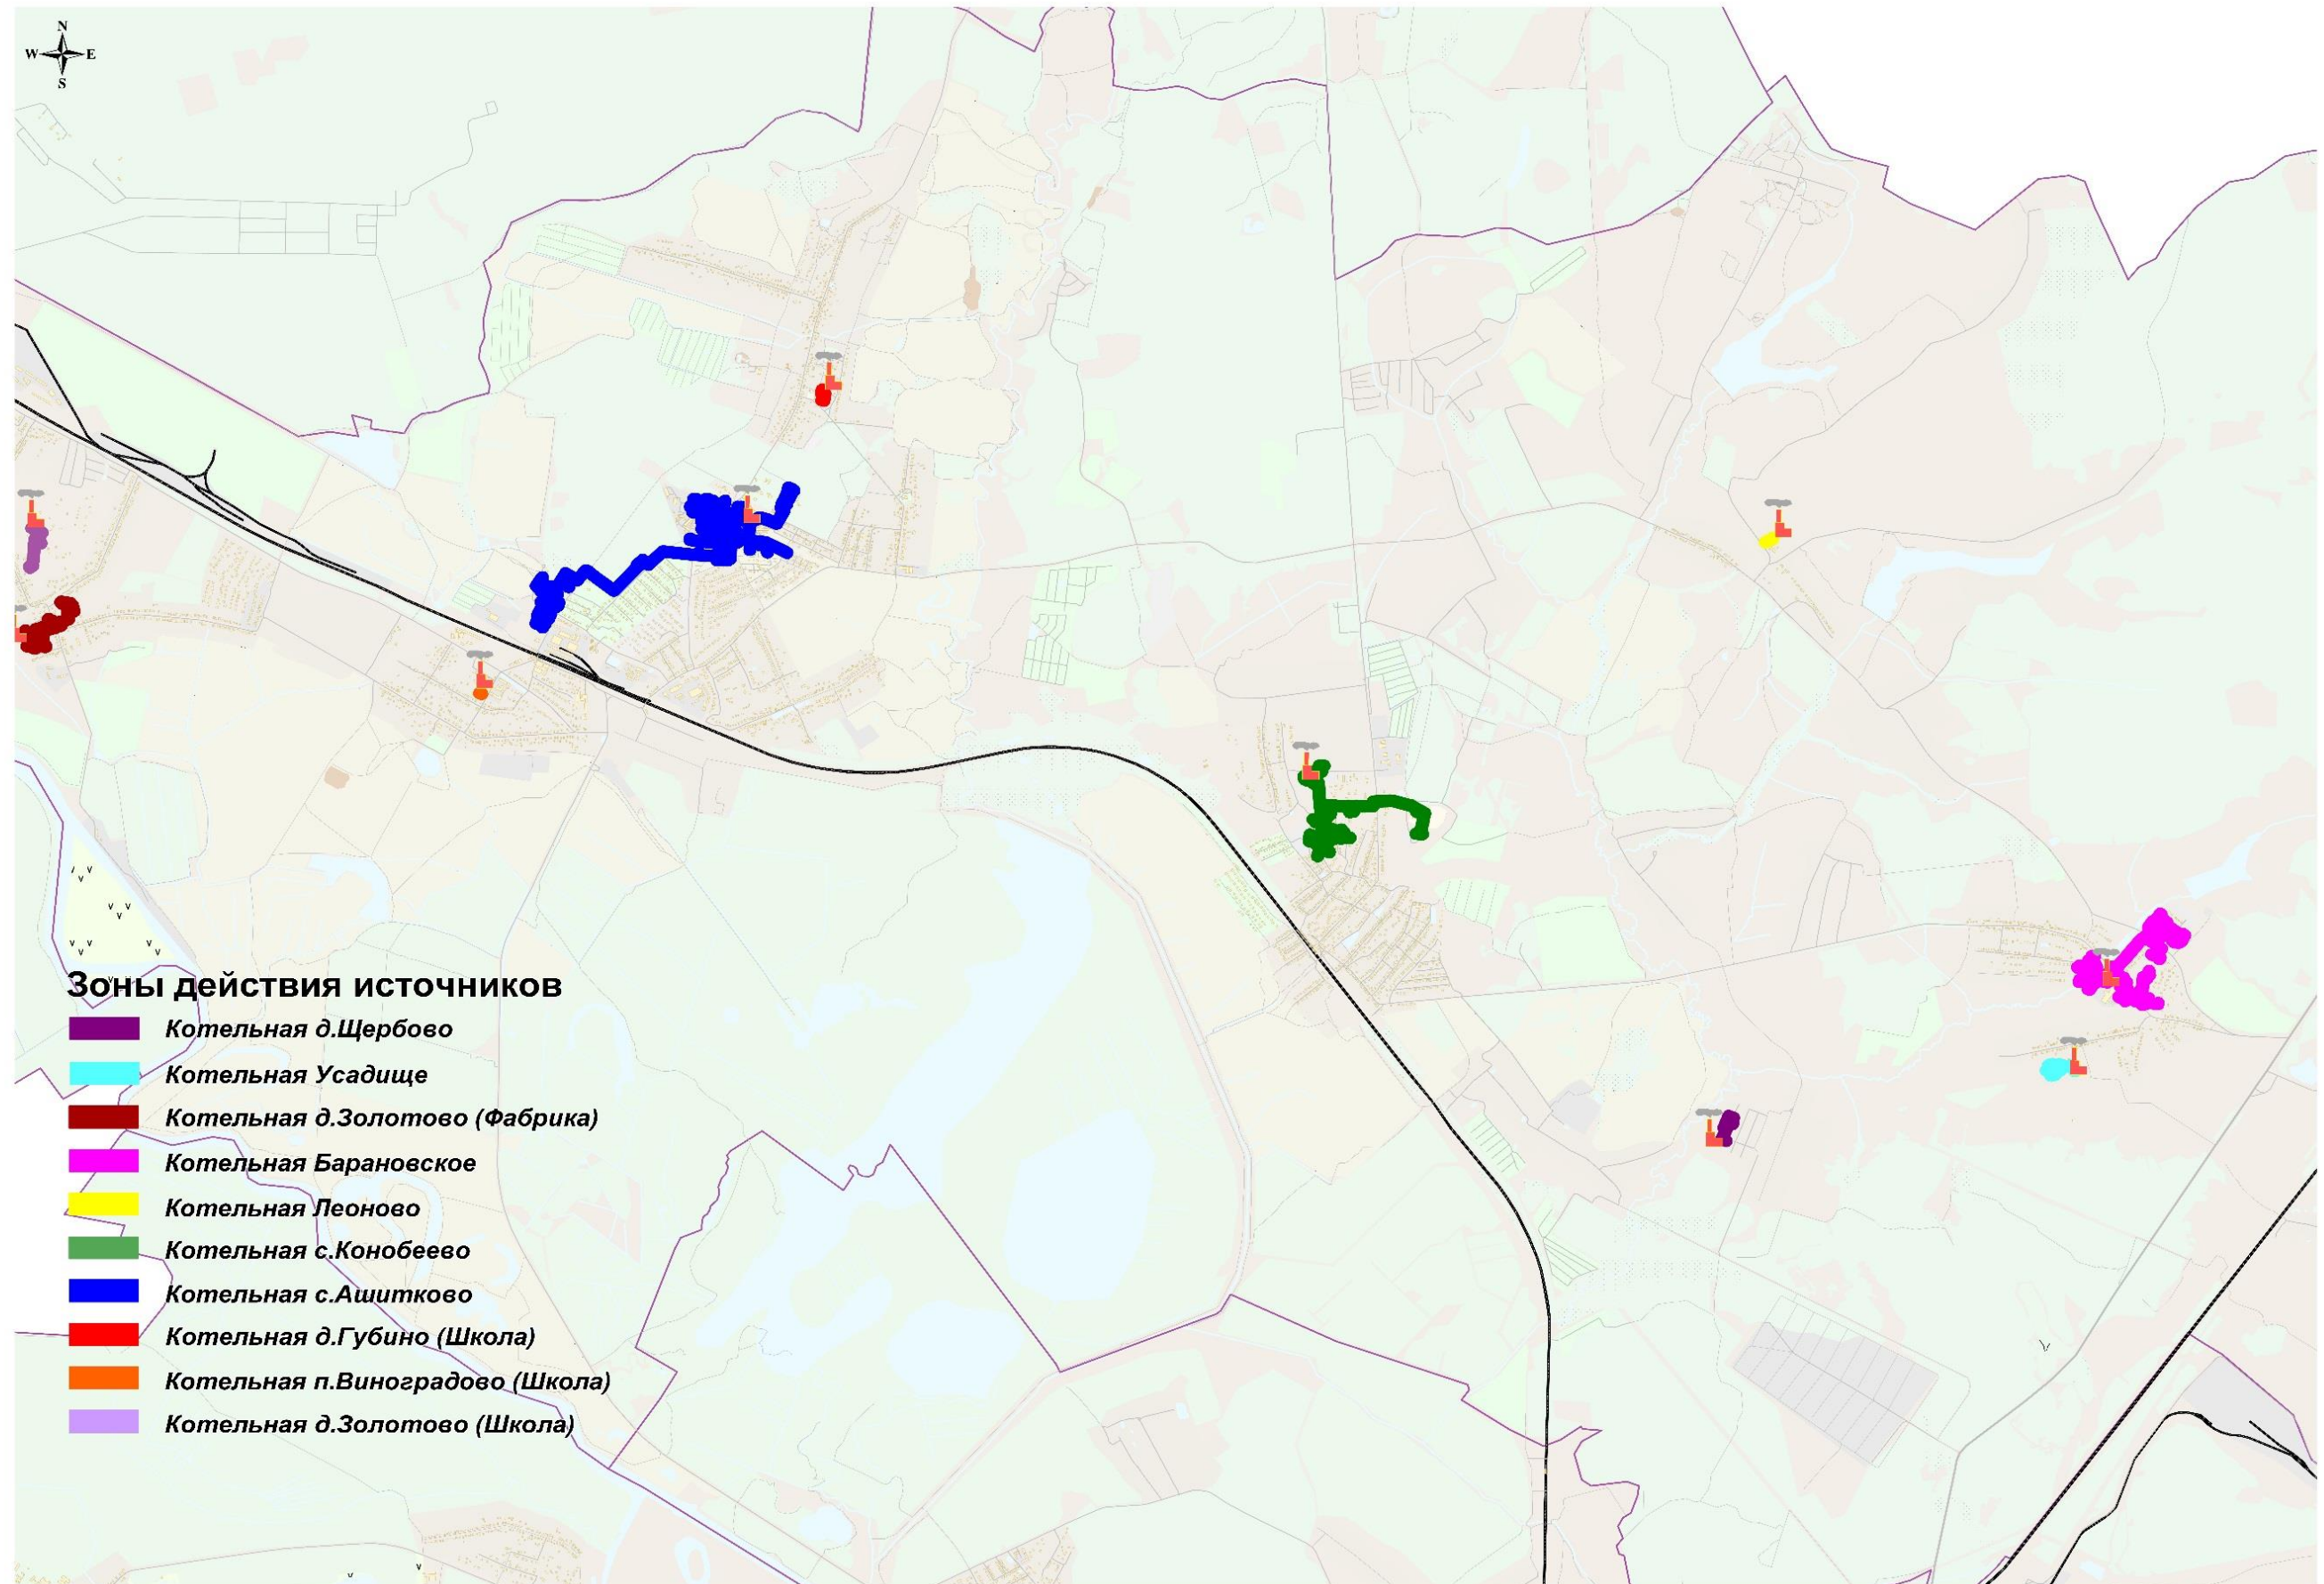 N
W E
S
Зоны действия источников
Котельная д.Щербово
Котельная Усадище
Котельная д.Золотово (Фабрика)
Котельная Барановское
Котельная Леоново
Котельная с.Конобеево
Котельная с.Ашитково
Котельная д.Губино (Школа)
Котельная п.Виноградово (Школа)
Котельная д.Золотово (Школа)